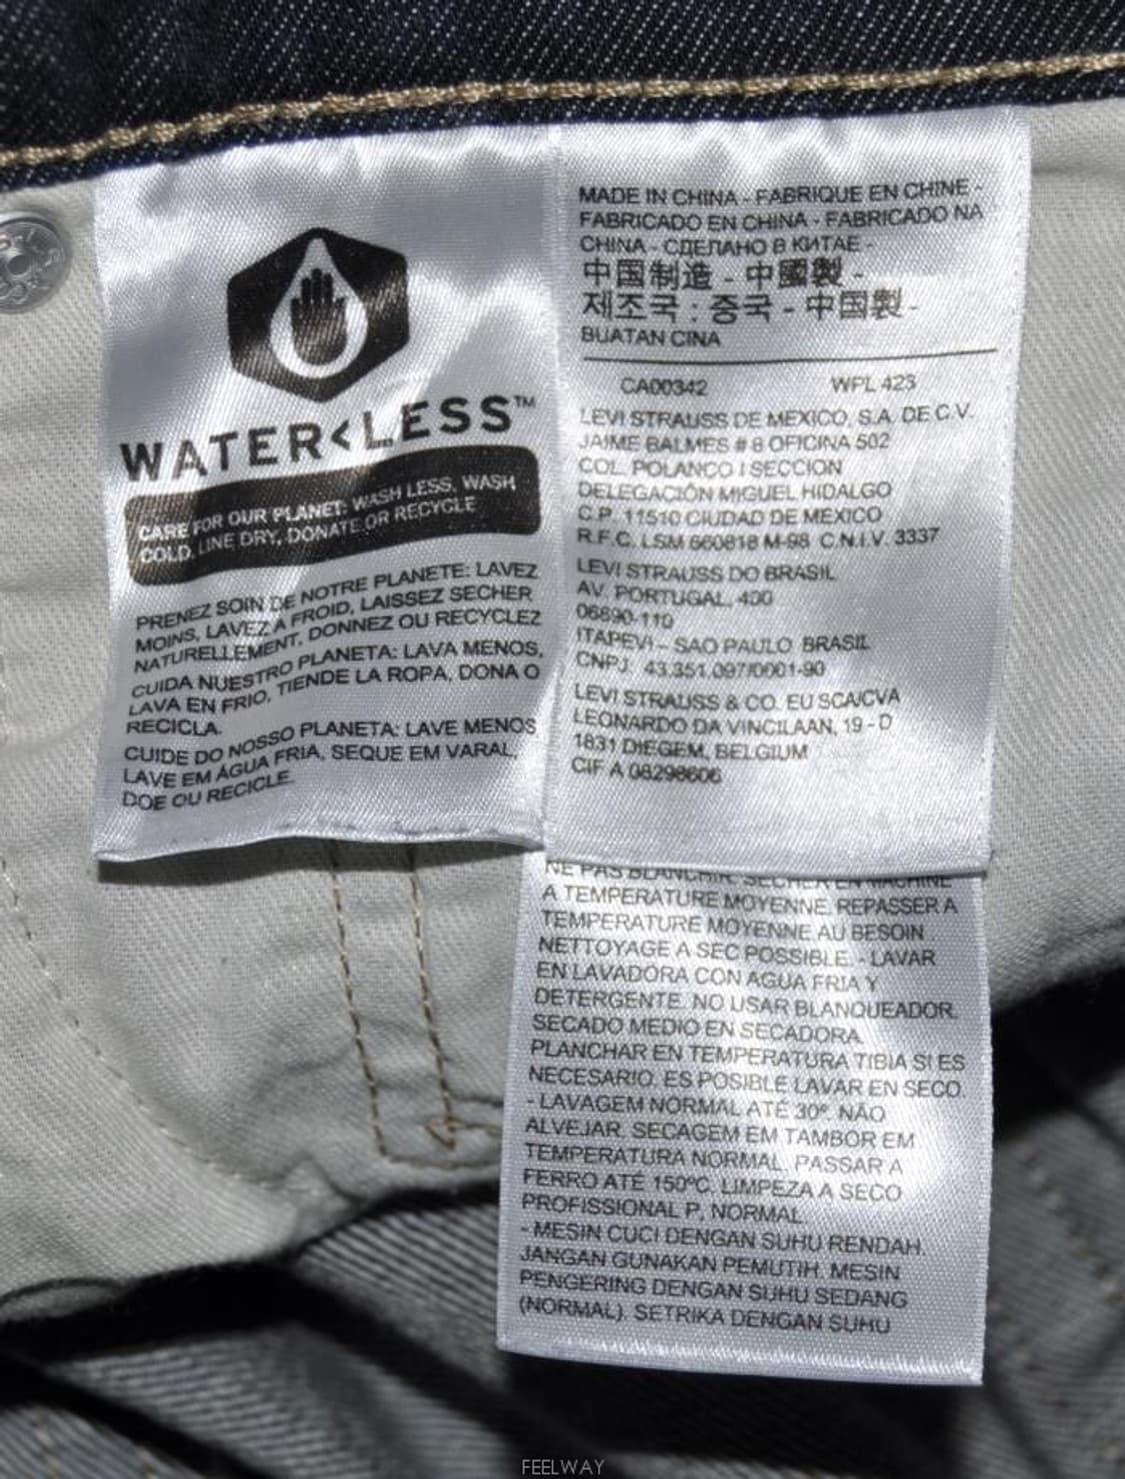 WATER<LESS™
CARE FOR OUR PLANET: WASH LESS, WASH
COLD, LINE DRY, DONATE OR RECYCLE
PRENEZ SOIN DE NOTRE PLANETE: LAVEZ
MOINS, LAVEZ A FROID, LAISSEZ SECHER
NATURELLEMENT, DONNEZ OU RECYCLEZ
CUIDA NUESTRO PLANETA: LAVA MENOS,
LAVA EN FRIO, TIENDE LA ROPA, DONA O
RECICLA.
CUIDE DO NOSSO PLANETA: LAVE MENOS,
LAVE EM ÁGUA FRIA, SEQUE EM VARAL,
DOE OU RECICLE.
MADE IN CHINA - FABRIQUE EN CHINE -
FABRICADO EN CHINA - FABRICADO NA
CHINA - СДЕЛАНО В КИТАЕ -
中国制造 - 中國製 -
제조국 : 중국 - 中国製 -
BUATAN CINA
CA00342 WPL 423
LEVI STRAUSS DE MEXICO, S.A. DE C.V.
JAIME BALMES # 8 OFICINA 502
COL. POLANCO I SECCION
DELEGACIÓN MIGUEL HIDALGO
C.P. 11510 CIUDAD DE MEXICO
R.F.C. LSM 660818 M-98 C.N.I.V. 3337
LEVI STRAUSS DO BRASIL
AV. PORTUGAL, 400
06690-110
ITAPEVI - SAO PAULO BRASIL
CNPJ: 43.351.097/0001-90
LEVI STRAUSS & CO. EU SCA/CVA
LEONARDO DA VINCILAAN, 19 - D
1831 DIEGEM, BELGIUM
CIF A 08298606
NE PAS BLANCHIR. SECHER EN MACHINE
A TEMPERATURE MOYENNE. REPASSER A
TEMPERATURE MOYENNE AU BESOIN
NETTOYAGE A SEC POSSIBLE. - LAVAR
EN LAVADORA CON AGUA FRIA Y
DETERGENTE. NO USAR BLANQUEADOR.
SECADO MEDIO EN SECADORA.
PLANCHAR EN TEMPERATURA TIBIA SI ES
NECESARIO. ES POSIBLE LAVAR EN SECO.
- LAVAGEM NORMAL ATÉ 30º. NÃO
ALVEJAR. SECAGEM EM TAMBOR EM
TEMPERATURA NORMAL. PASSAR A
FERRO ATÉ 150ºC. LIMPEZA A SECO
PROFISSIONAL P, NORMAL.
- MESIN CUCI DENGAN SUHU RENDAH.
JANGAN GUNAKAN PEMUTIH. MESIN
PENGERING DENGAN SUHU SEDANG
(NORMAL). SETRIKA DENGAN SUHU
FEELWAY